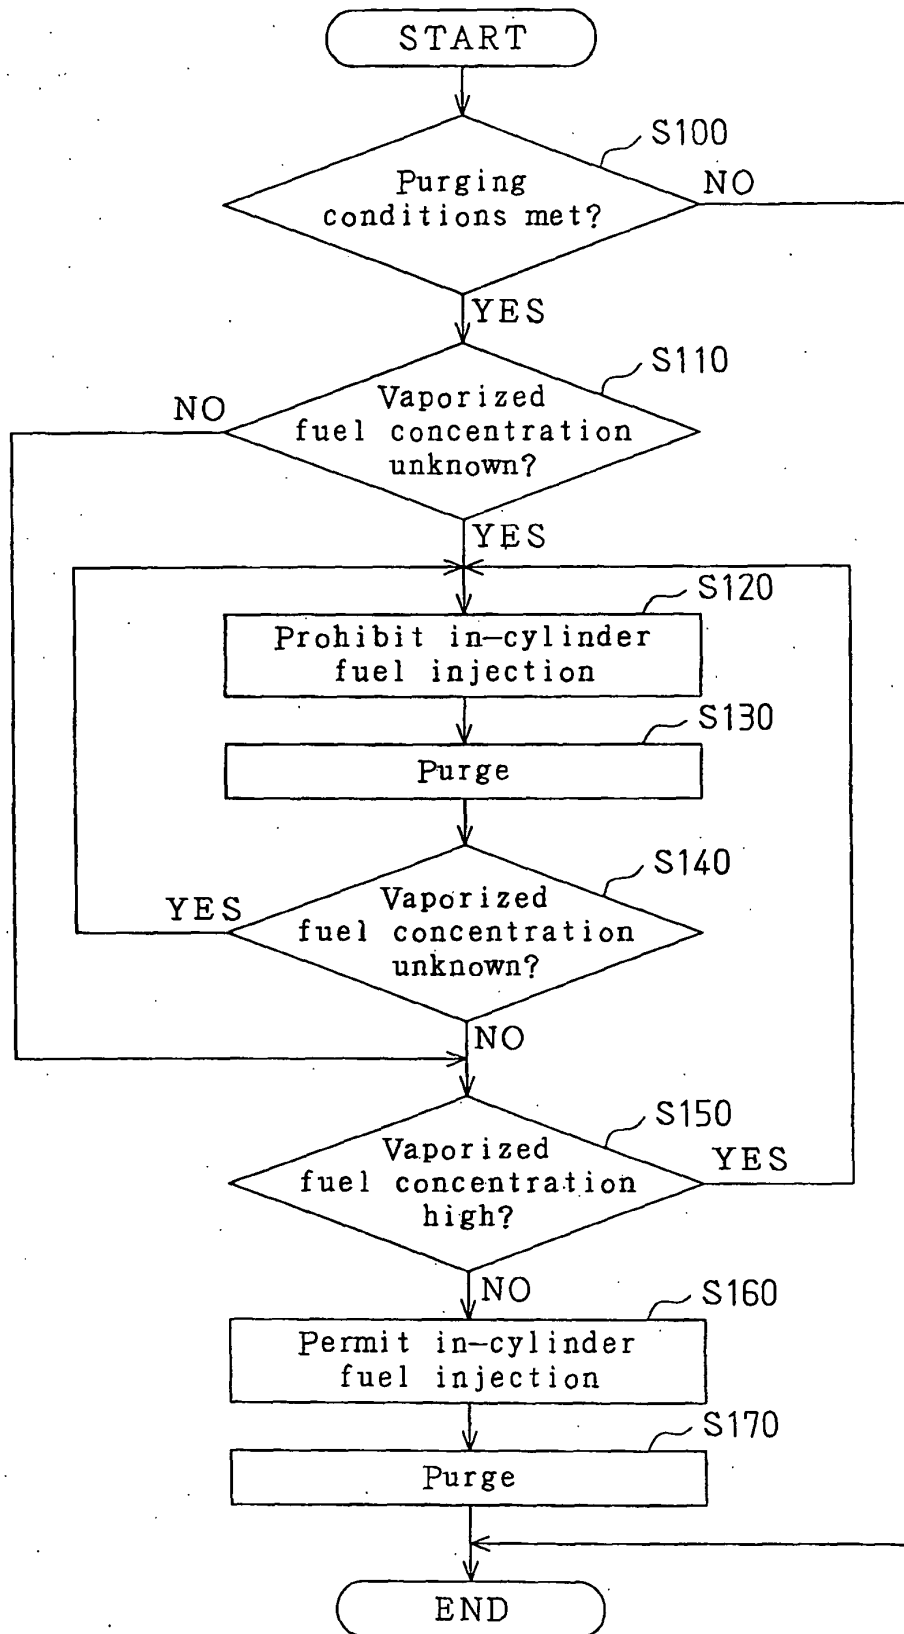 START
S100
Purging
conditions met?
NO
YES
S110
NO
Vaporized
fuel concentration
unknown?
YES
S120
Prohibit in-cylinder
fuel injection
S130
Purge
S140
YES
Vaporized
fuel concentration
unknown?
NO
S150
Vaporized
fuel concentration
high?
YES
NO
S160
Permit in-cylinder
fuel injection
S170
Purge
END